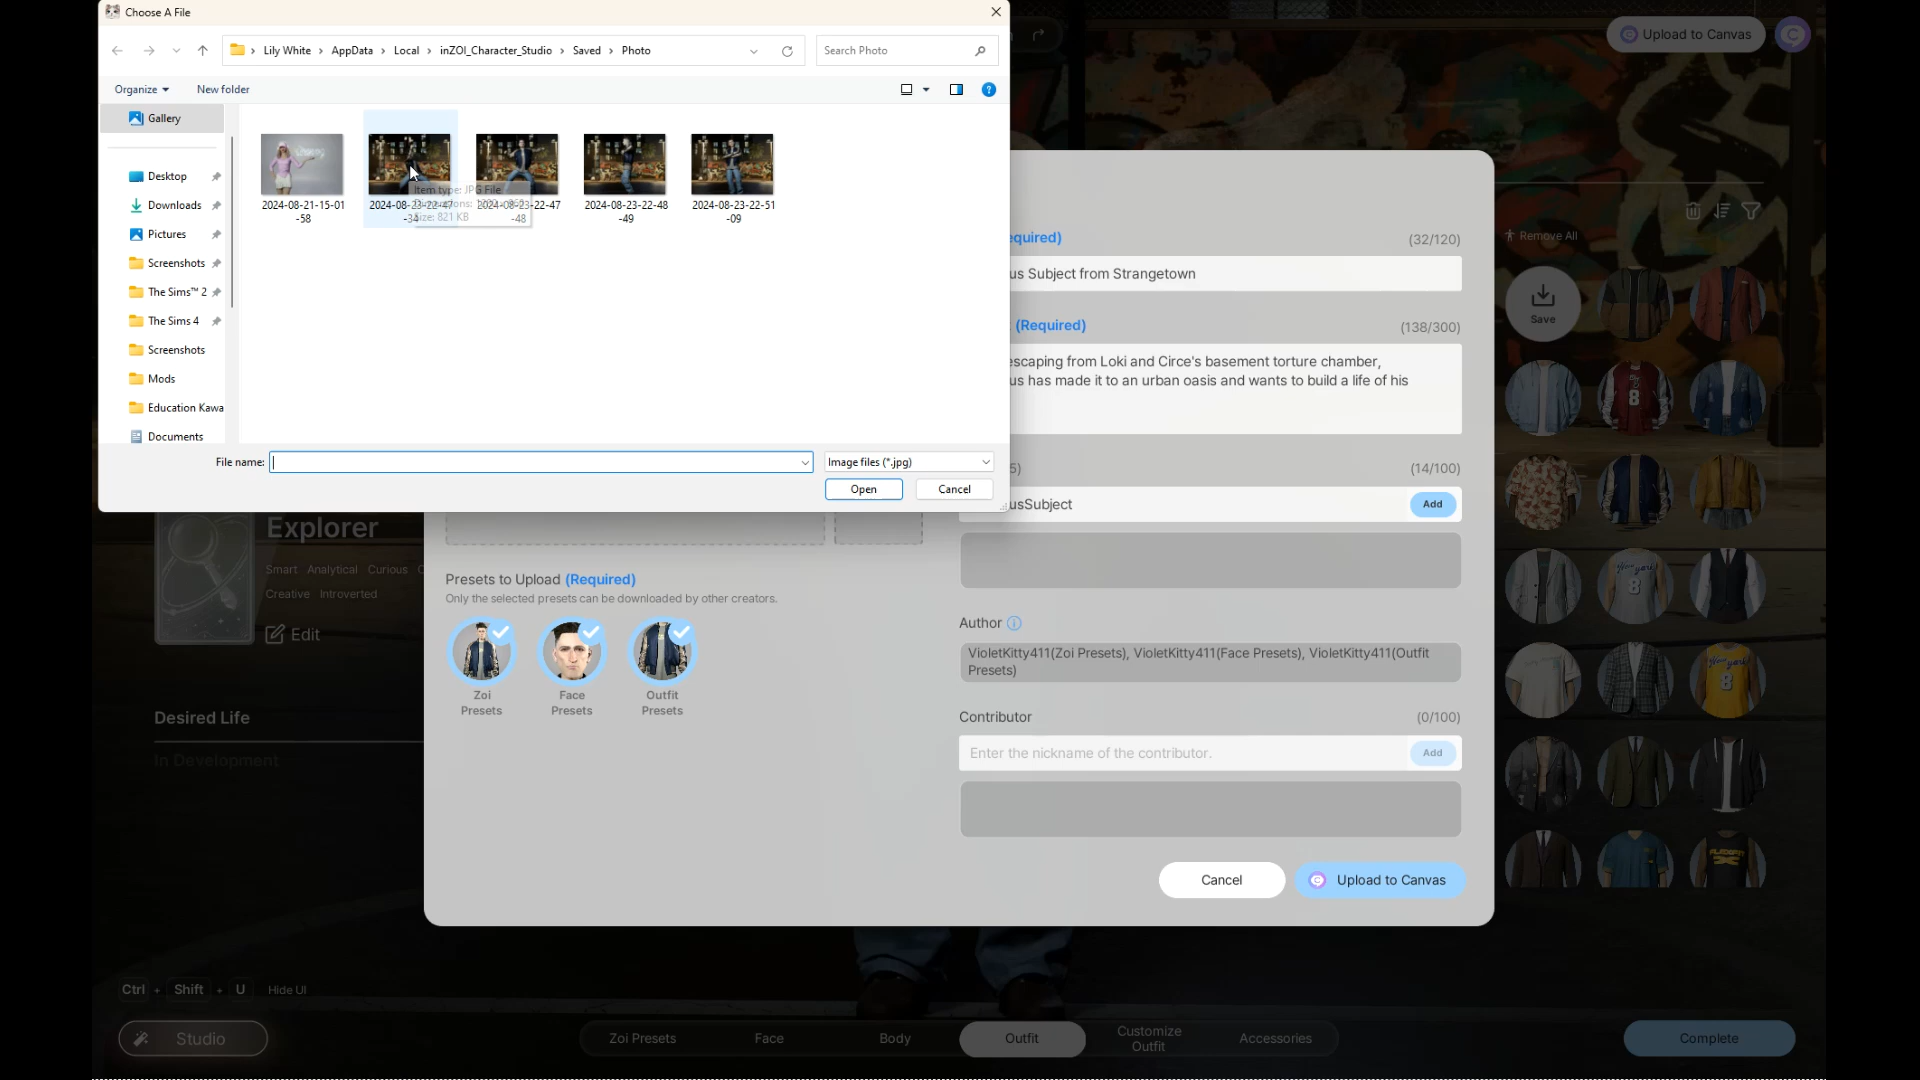 Choose A File
Lily White > AppData > Local > inZOI_Character_Studio > Saved > Photo
Search Photo
Organize
New folder
Gallery
Desktop
Downloads
Pictures
Screenshots
The Sims™ 2
The Sims 4
Screenshots
Mods
Education Kawa
Documents
2024-08-21-15-01
-58
2024-08-23-22-47
-34
2024-08-23-22-47
-48
2024-08-23-22-48
-49
2024-08-23-22-51
-09
Item type: JPG File
Size: 821 KB
File name:
Image files (*.jpg)
Open
Cancel
Upload to Canvas
equired)
(32/120)
us Subject from Strangetown
(Required)
(138/300)
escaping from Loki and Circe's basement torture chamber,
us has made it to an urban oasis and wants to build a life of his
5)
(14/100)
usSubject
Add
Author
VioletKitty411(Zoi Presets), VioletKitty411(Face Presets), VioletKitty411(Outfit
Presets)
Contributor
(0/100)
Enter the nickname of the contributor.
Add
Cancel
Upload to Canvas
Presets to Upload (Required)
Only the selected presets can be downloaded by other creators.
Zoi
Presets
Face
Presets
Outfit
Presets
Explorer
Smart Analytical Curious
Creative Introverted
Edit
Desired Life
In Development
Remove All
Save
8
New york
8
New york
8
Ctrl + Shift + U Hide UI
Studio
Zoi Presets
Face
Body
Outfit
Customize
Outfit
Accessories
Complete